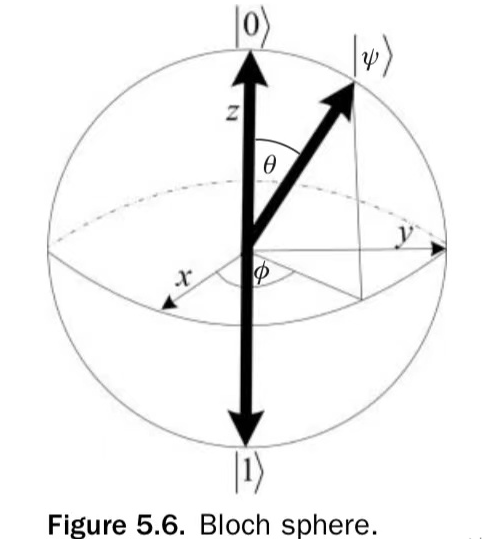 |0⟩
|ψ⟩
z
θ
y
x
ϕ
|1⟩
Figure 5.6. Bloch sphere.